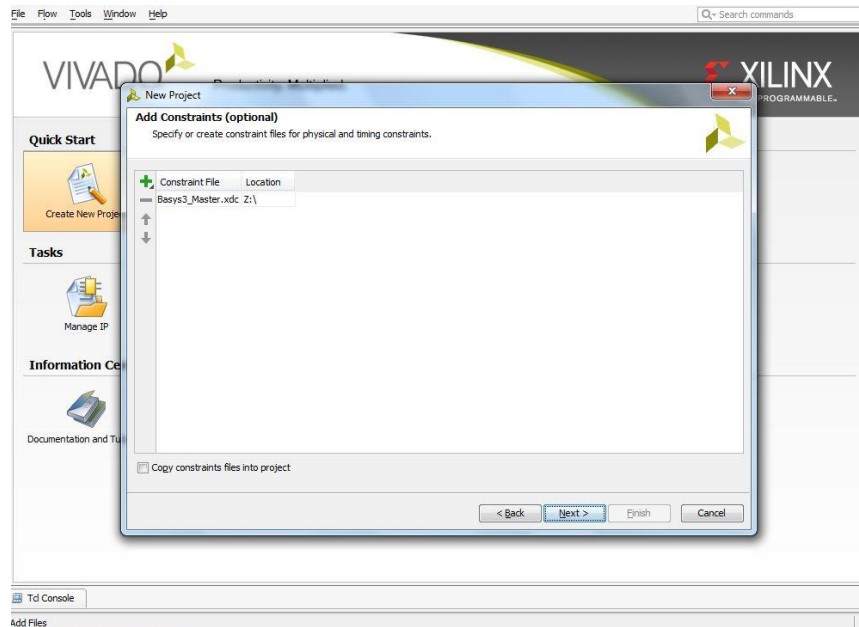 File Flow Tools Window Help
Search commands
VIVADO
XILINX
PROGRAMMABLE.
New Project
Add Constraints (optional)
Specify or create constraint files for physical and timing constraints.
Quick Start
Constraint File Location
Basys3_Master.xdc Z:\
Create New Proje
Tasks
Manage IP
Information Ce
Documentation and Tu
Copy constraints files into project
< Back Next > Finish Cancel
Tcl Console
Add Files